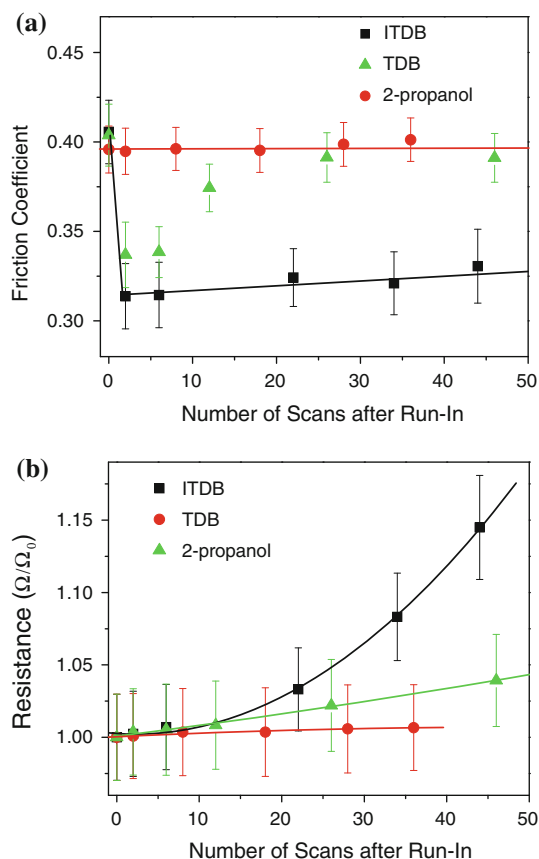 (a)
ITDB
TDB
2-propanol
0.45
0.40
0.35
0.30
Friction Coefficient
0 10 20 30 40 50
Number of Scans after Run-In
(b)
ITDB
TDB
2-propanol
1.15
1.10
1.05
1.00
Resistance (Ω/Ω₀)
0 10 20 30 40 50
Number of Scans after Run-In